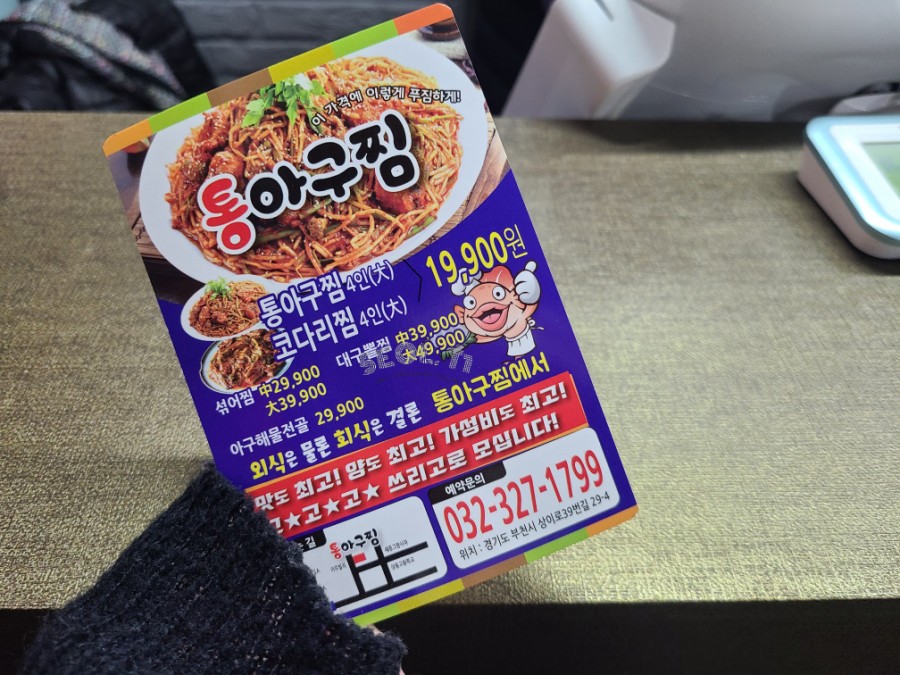 이 가격에 이렇게 푸짐하게!
통아구찜
통아구찜 4인(大)
코다리찜 4인(大)
19,900원
섞어찜 中29,900
大39,900
대구뽈찜 中39,900
大49,900
아구해물전골 29,900
외식은 물론 회식은 결론 통아구찜에서
맛도 최고! 양도 최고! 가성비도 최고!
고★고★고★ 쓰리고로 모십니다!
통아구찜
예약문의
032-327-1799
위치 : 경기도 부천시 상이로39번길 29-4